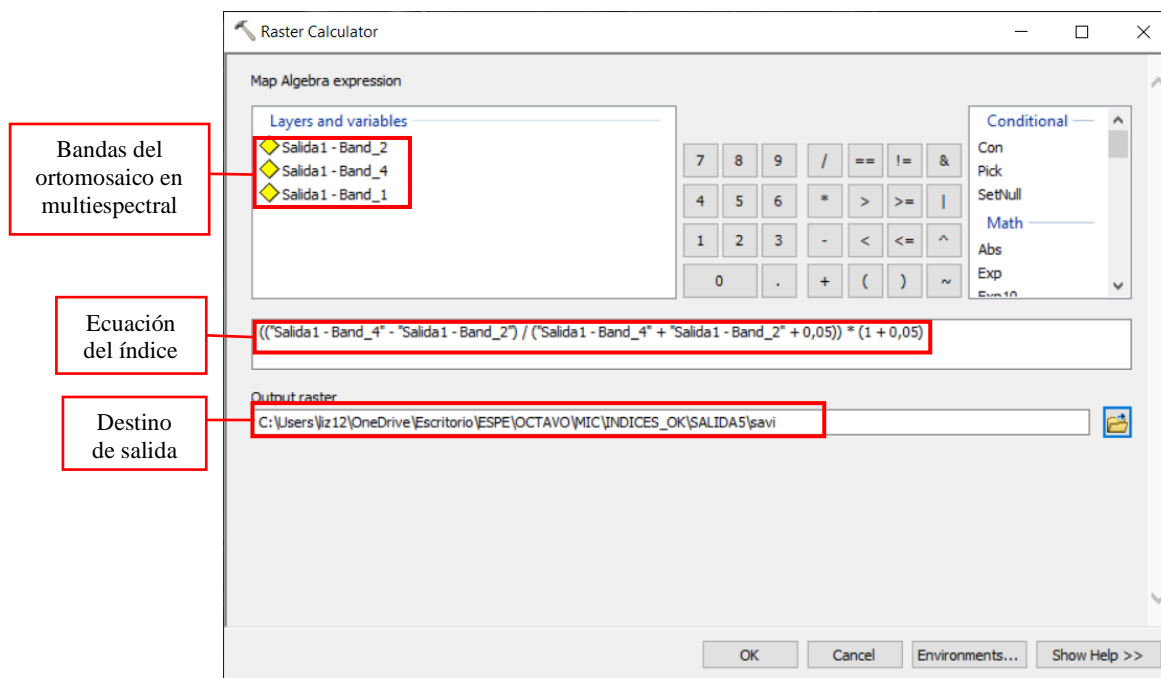 Raster Calculator
Map Algebra expression
Bandas del
ortomosaico en
multiespectral
Layers and variables
Salida1 - Band_2
Salida1 - Band_4
Salida1 - Band_1
7 8 9 / == != &
4 5 6 * > >= |
1 2 3 - < <= ^
0 . + ( ) ~
Conditional
Con
Pick
SetNull
Math
Abs
Exp
Exp10
Ecuación
del índice
(("Salida1 - Band_4" - "Salida1 - Band_2") / ("Salida1 - Band_4" + "Salida1 - Band_2" + 0,05)) * (1 + 0,05)
Output raster
Destino
de salida
C:\Users\liz12\OneDrive\Escritorio\ESPE\OCTAVO\MIC\INDICES_OK\SALIDA5\savi
OK
Cancel
Environments...
Show Help >>